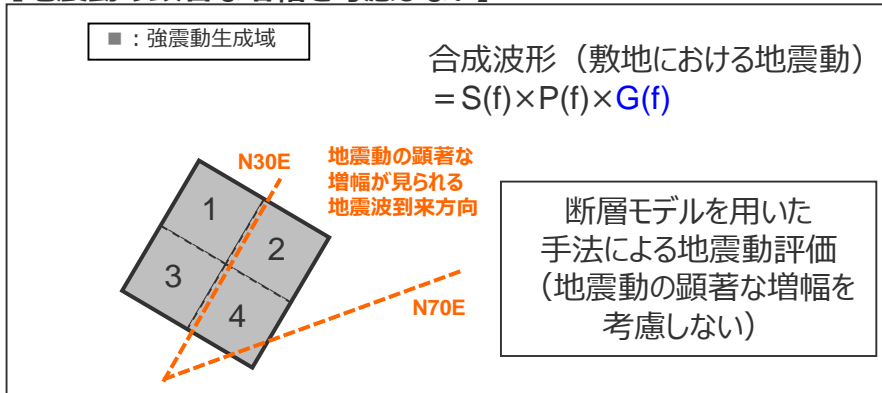 ■：強震動生成域
合成波形（敷地における地震動）
＝S(f)×P(f)×G(f)
N30E
地震動の顕著な
増幅が見られる
地震波到来方向
1
2
3
4
N70E
断層モデルを用いた
手法による地震動評価
（地震動の顕著な増幅を
考慮しない）